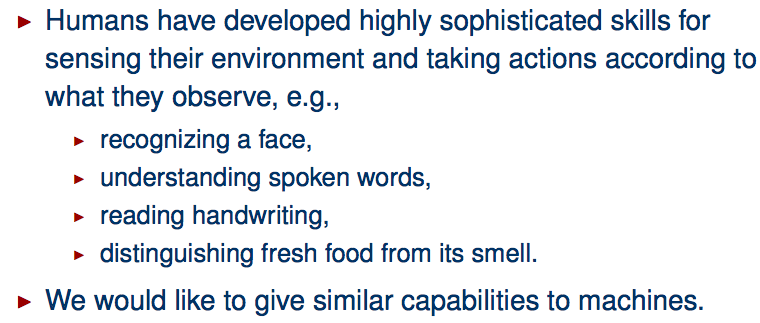 ► Humans have developed highly sophisticated skills for
sensing their environment and taking actions according to
what they observe, e.g.,
► recognizing a face,
► understanding spoken words,
► reading handwriting,
► distinguishing fresh food from its smell.
► We would like to give similar capabilities to machines.